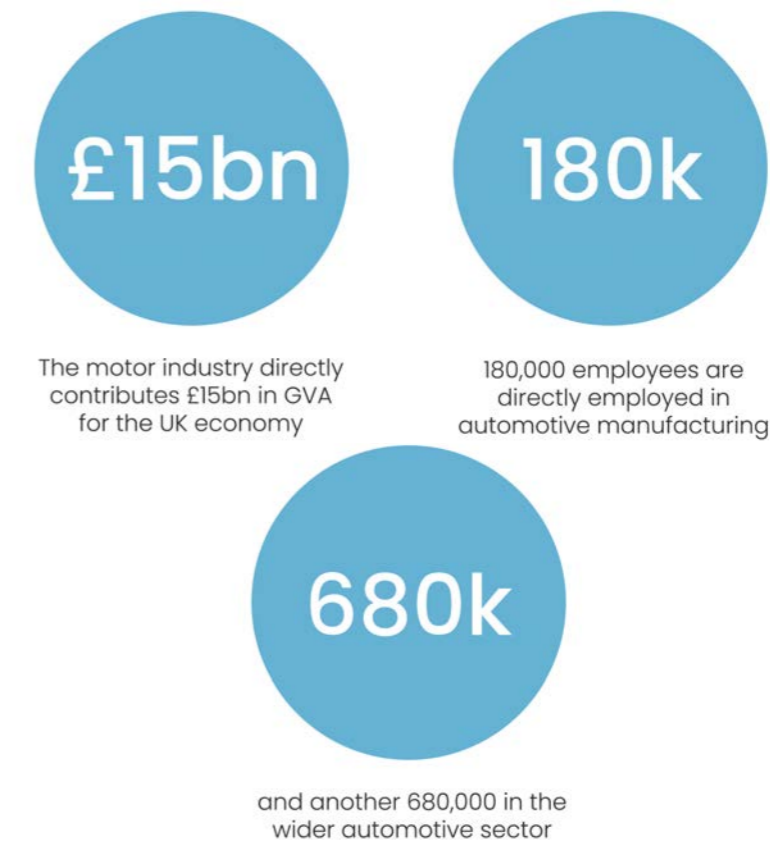 £15bn
The motor industry directly
contributes £15bn in GVA
for the UK economy
180k
180,000 employees are
directly employed in
automotive manufacturing
680k
and another 680,000 in the
wider automotive sector